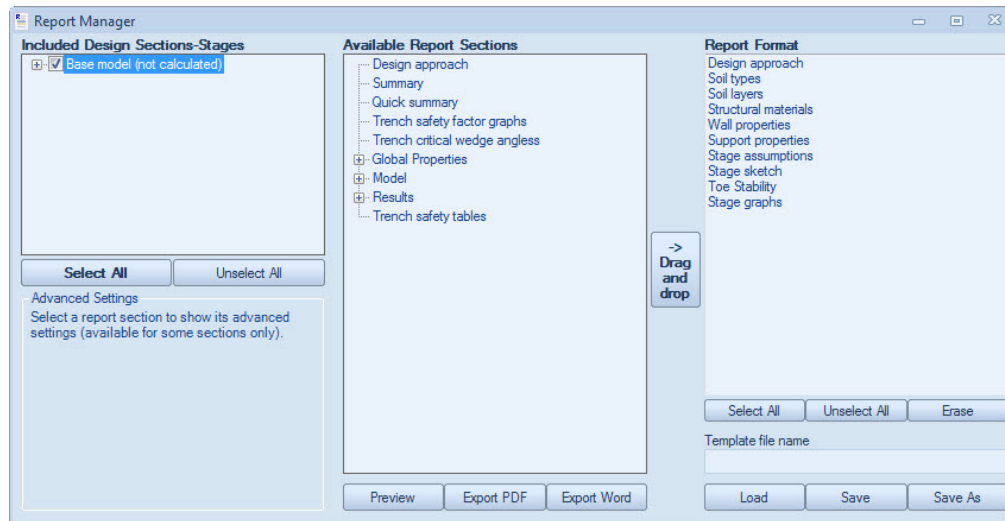 Report Manager
Included Design Sections-Stages
Base model (not calculated)
Select All
Unselect All
Advanced Settings
Select a report section to show its advanced
settings (available for some sections only).
Available Report Sections
Design approach
Summary
Quick summary
Trench safety factor graphs
Trench critical wedge angless
Global Properties
Model
Results
Trench safety tables
Preview
Export PDF
Export Word
->
Drag
and
drop
Report Format
Design approach
Soil types
Soil layers
Structural materials
Wall properties
Support properties
Stage assumptions
Stage sketch
Toe Stability
Stage graphs
Select All
Unselect All
Erase
Template file name
Load
Save
Save As